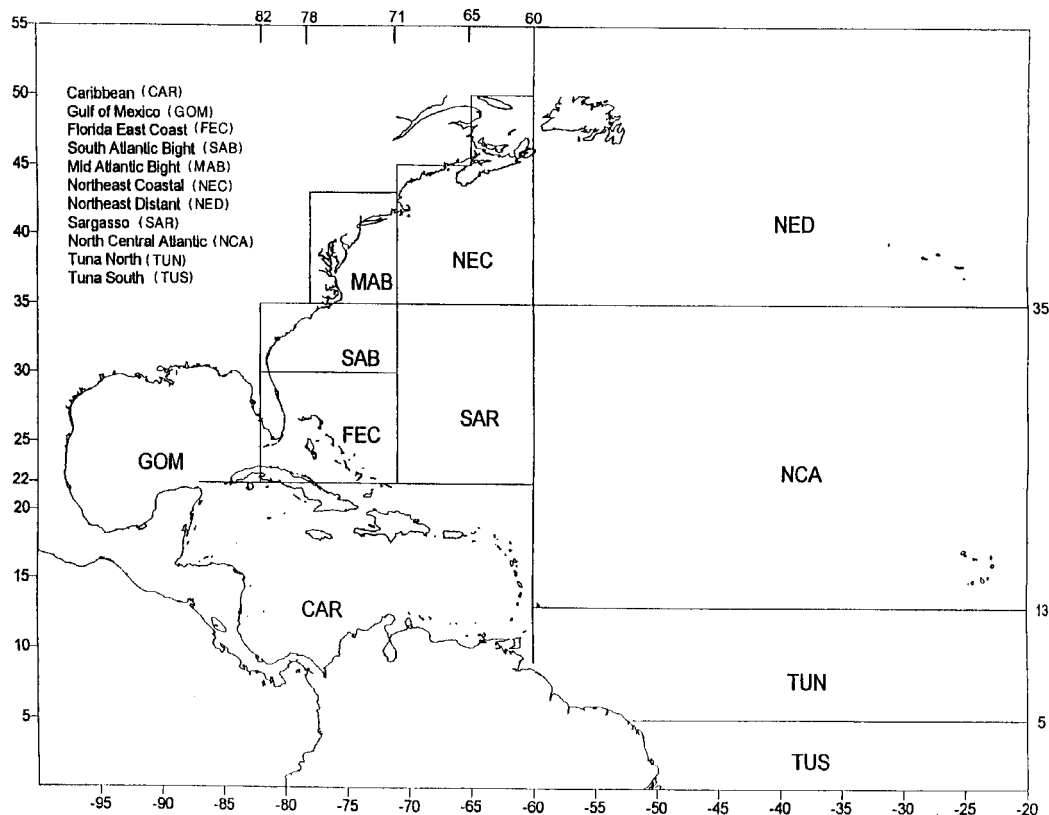 82 78 71 65 60
55
50
45
40
35
30
25
22
20
15
10
5
Caribbean (CAR)
Gulf of Mexico (GOM)
Florida East Coast (FEC)
South Atlantic Bight (SAB)
Mid Atlantic Bight (MAB)
Northeast Coastal (NEC)
Northeast Distant (NED)
Sargasso (SAR)
North Central Atlantic (NCA)
Tuna North (TUN)
Tuna South (TUS)
NED
NEC
MAB
SAB
SAR
FEC
GOM
NCA
CAR
TUN
TUS
35
13
5
-95 -90 -85 -80 -75 -70 -65 -60 -55 -50 -45 -40 -35 -30 -25 -20